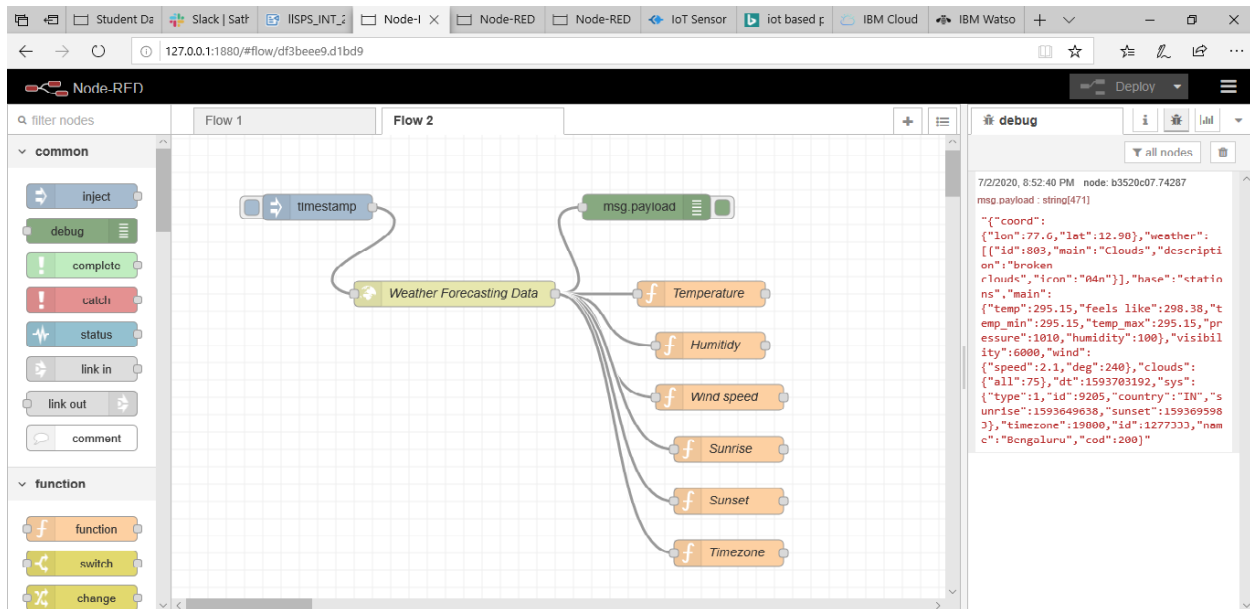 Student Da
Slack | Sath
IISPS_INT_2
Node-I
Node-RED
Node-RED
IoT Sensor
iot based p
IBM Cloud
IBM Watso
127.0.0.1:1880/#flow/df3beee9.d1bd9
Node-RED
Deploy
filter nodes
Flow 1
Flow 2
debug
all nodes
common
inject
debug
complete
catch
status
link in
link out
comment
function
function
switch
change
timestamp
msg.payload
Weather Forecasting Data
Temperature
Humitidy
Wind speed
Sunrise
Sunset
Timezone
7/2/2020, 8:52:40 PM node: b3520c07.74287
msg.payload : string[471]
"{"coord":
{"lon":77.6,"lat":12.98},"weather":
[{"id":803,"main":"Clouds","descripti
on":"broken
clouds","icon":"04n"}],"base":"statio
ns","main":
{"temp":295.15,"feels_like":298.38,"t
emp_min":295.15,"temp_max":295.15,"pr
essure":1010,"humidity":100},"visibil
ity":6000,"wind":
{"speed":2.1,"deg":240},"clouds":
{"all":75},"dt":1593703192,"sys":
{"type":1,"id":9205,"country":"IN","s
unrise":1593649638,"sunset":159369598
3},"timezone":19800,"id":1277333,"nam
e":"Bengaluru","cod":200}"